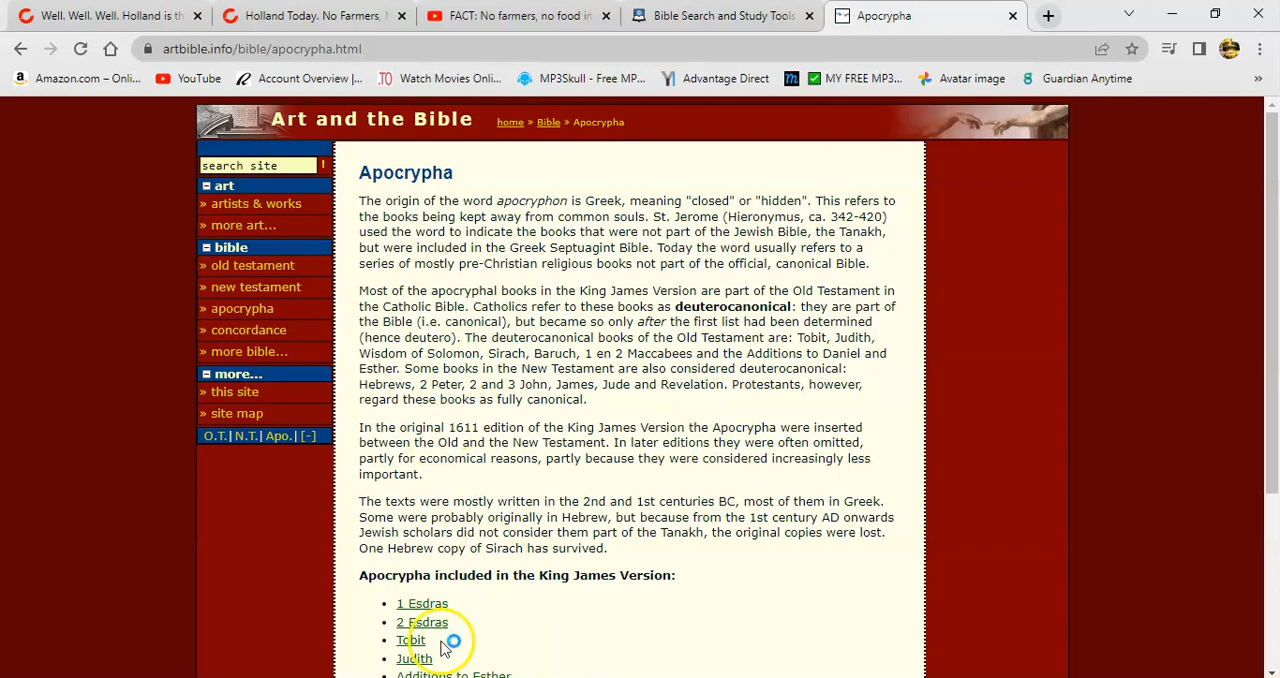 Well. Well. Well. Holland is th
Holland Today. No Farmers,
FACT: No farmers, no food in
Bible Search and Study Tools
Apocrypha
artbible.info/bible/apocrypha.html
Amazon.com – Onli...
YouTube
Account Overview |...
Watch Movies Onl...
MP3Skull - Free MP...
Advantage Direct
MY FREE MP3...
Avatar image
Guardian Anytime
»
Art and the Bible
home » Bible » Apocrypha
search site !
art
» artists & works
» more art...
bible
» old testament
» new testament
» apocrypha
» concordance
» more bible...
more...
» this site
» site map
O.T.| N.T.| Apo.| [-]
Apocrypha
The origin of the word apocryphon is Greek, meaning "closed" or "hidden". This refers to
the books being kept away from common souls. St. Jerome (Hieronymus, ca. 342-420)
used the word to indicate the books that were not part of the Jewish Bible, the Tanakh,
but were included in the Greek Septuagint Bible. Today the word usually refers to a
series of mostly pre-Christian religious books not part of the official, canonical Bible.
Most of the apocryphal books in the King James Version are part of the Old Testament in
the Catholic Bible. Catholics refer to these books as deuterocanonical: they are part of
the Bible (i.e. canonical), but became so only after the first list had been determined
(hence deutero). The deuterocanonical books of the Old Testament are: Tobit, Judith,
Wisdom of Solomon, Sirach, Baruch, 1 en 2 Maccabees and the Additions to Daniel and
Esther. Some books in the New Testament are also considered deuterocanonical:
Hebrews, 2 Peter, 2 and 3 John, James, Jude and Revelation. Protestants, however,
regard these books as fully canonical.
In the original 1611 edition of the King James Version the Apocrypha were inserted
between the Old and the New Testament. In later editions they were often omitted,
partly for economical reasons, partly because they were considered increasingly less
important.
The texts were mostly written in the 2nd and 1st centuries BC, most of them in Greek.
Some were probably originally in Hebrew, but because from the 1st century AD onwards
Jewish scholars did not consider them part of the Tanakh, the original copies were lost.
One Hebrew copy of Sirach has survived.
Apocrypha included in the King James Version:
• 1 Esdras
• 2 Esdras
• Tobit
• Judith
Additions to Esther